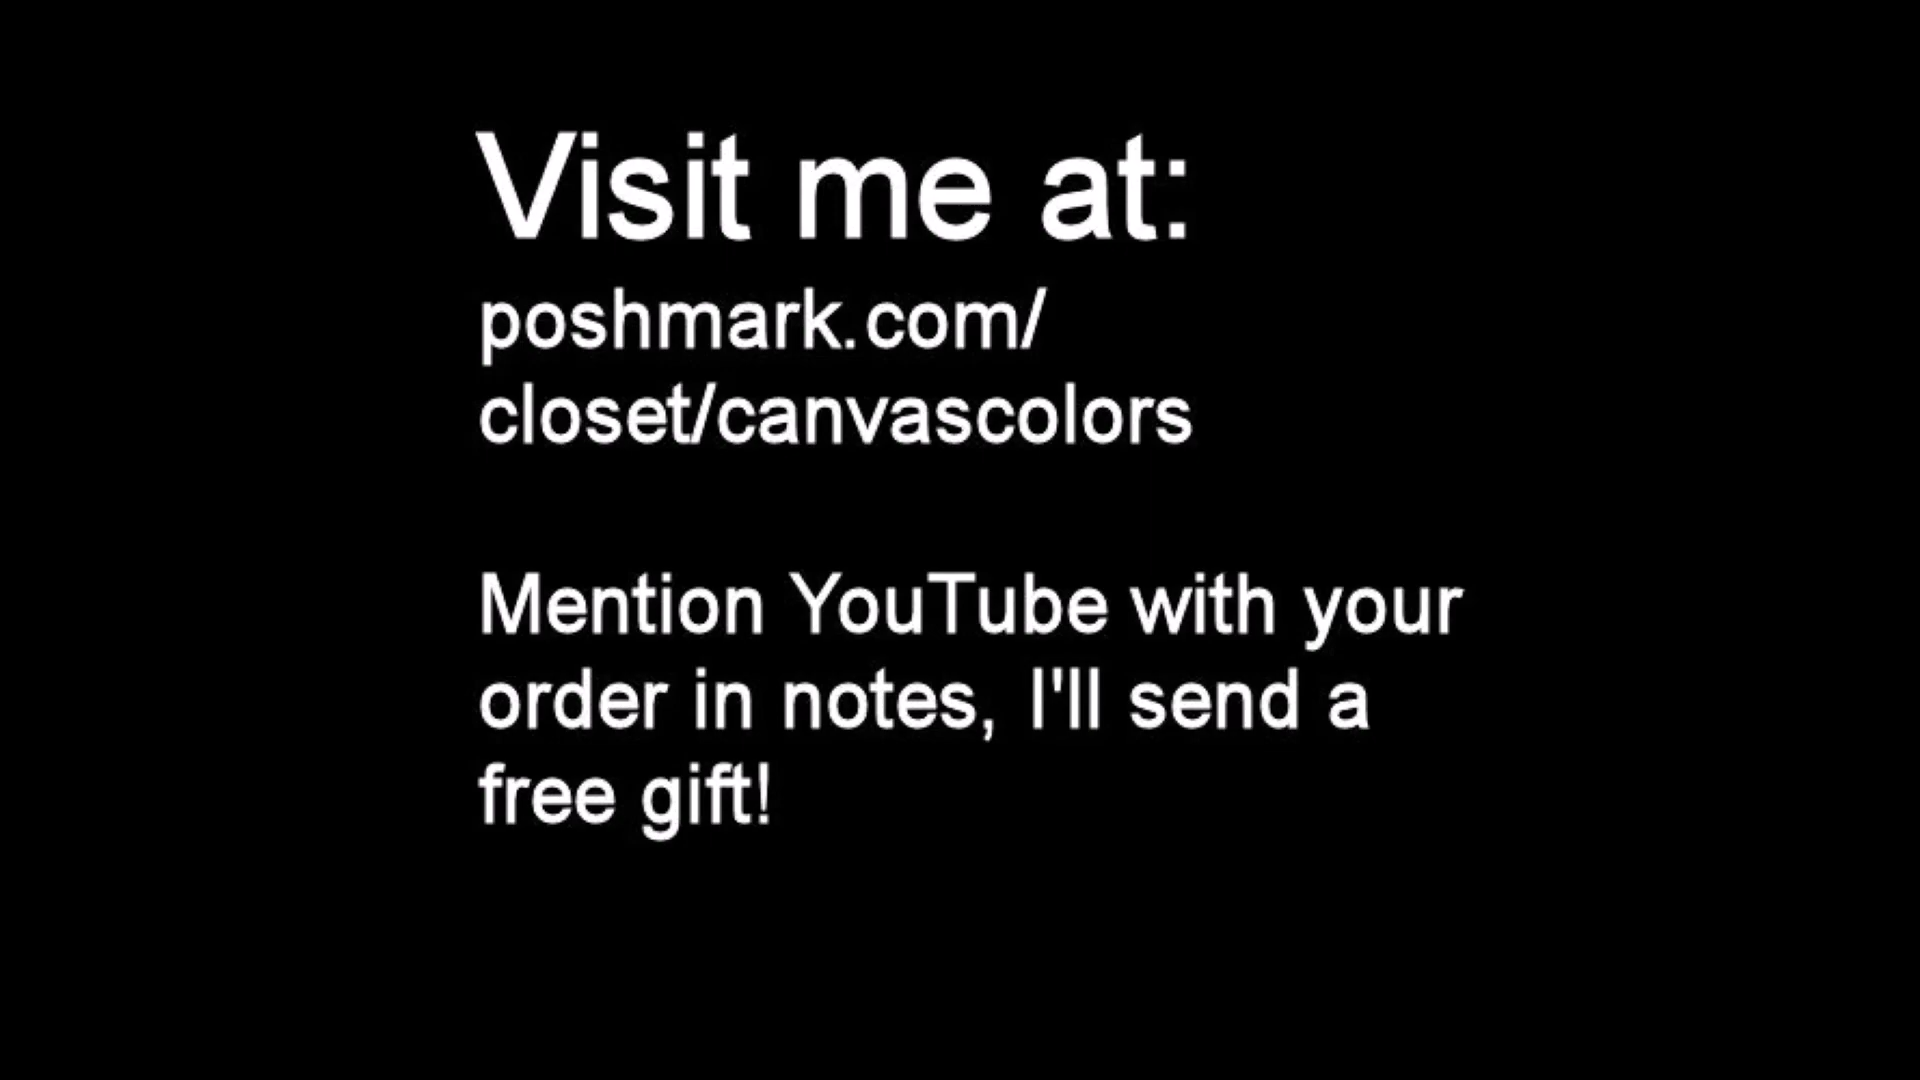 Visit me at:
poshmark.com/
closet/canvascolors
Mention YouTube with your
order in notes, I'll send a
free gift!